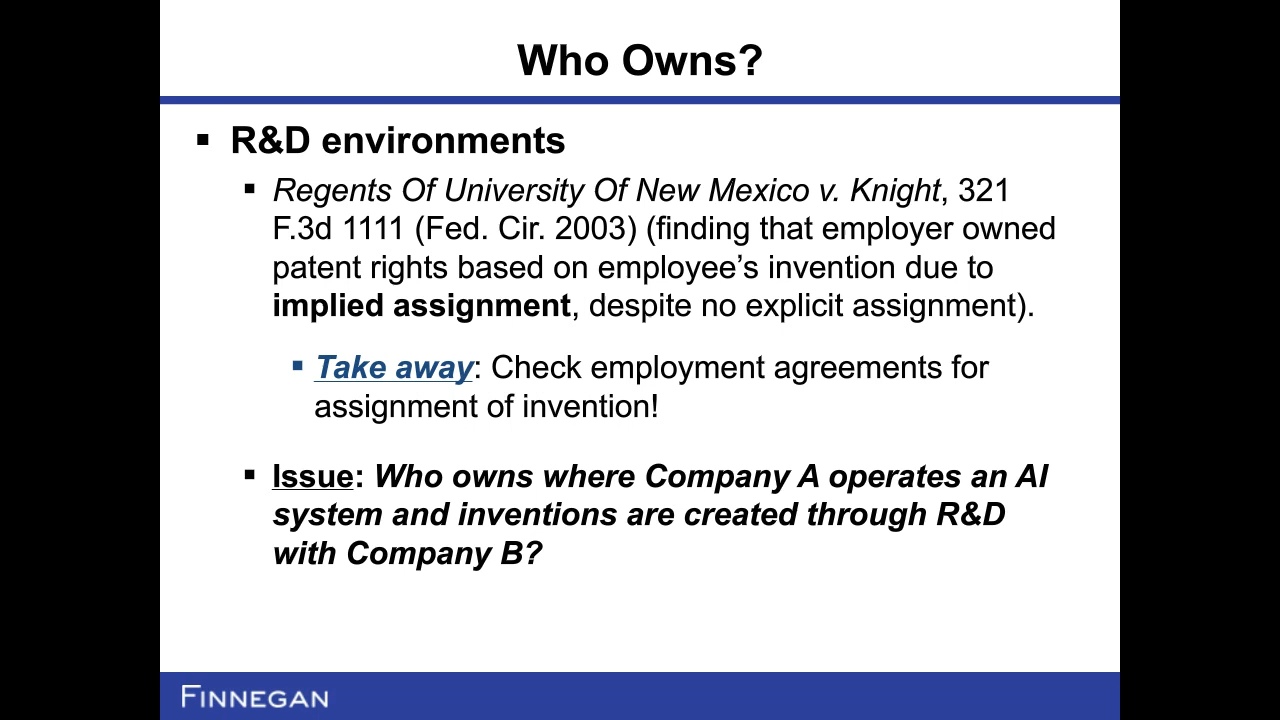 Who Owns?
▪ R&D environments
▪ Regents Of University Of New Mexico v. Knight, 321
F.3d 1111 (Fed. Cir. 2003) (finding that employer owned
patent rights based on employee’s invention due to
implied assignment, despite no explicit assignment).
▪ Take away: Check employment agreements for
assignment of invention!
▪ Issue: Who owns where Company A operates an AI
system and inventions are created through R&D
with Company B?
FINNEGAN